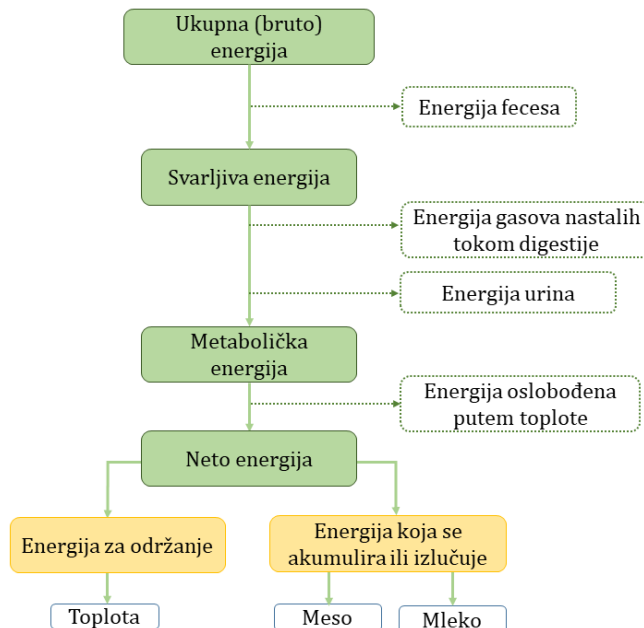 Ukupna (bruto)
energija
Energija fecesa
Svarljiva energija
Energija gasova nastalih
tokom digestije
Energija urina
Metabolička
energija
Energija oslobođena
putem toplote
Neto energija
Energija za održanje
Energija koja se
akumulira ili izlučuje
Toplota
Meso
Mleko